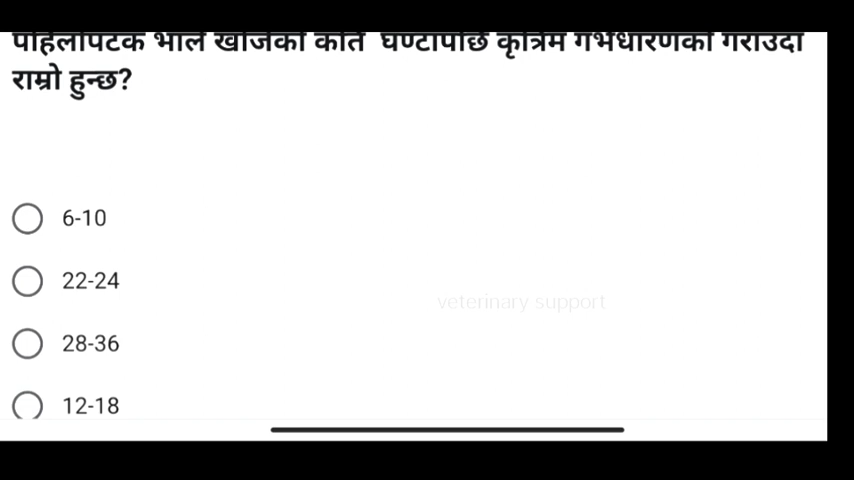 पहिलोपटक भाले खोजेको कति घण्टापछि कृत्रिम गर्भधारणको गराउँदा
राम्रो हुन्छ?
6-10
22-24
veterinary support
28-36
12-18